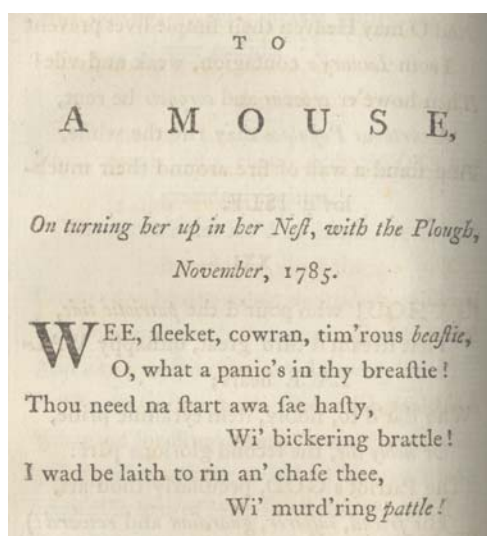 TO
A MOUSE,
On turning her up in her Neſt, with the Plough,
November, 1785.
WEE, ſleeket, cowran, tim'rous beaſtie,
O, what a panic's in thy breaſtie!
Thou need na ſtart awa ſae haſty,
Wi' bickering brattle!
I wad be laith to rin an' chaſe thee,
Wi' murd'ring pattle!